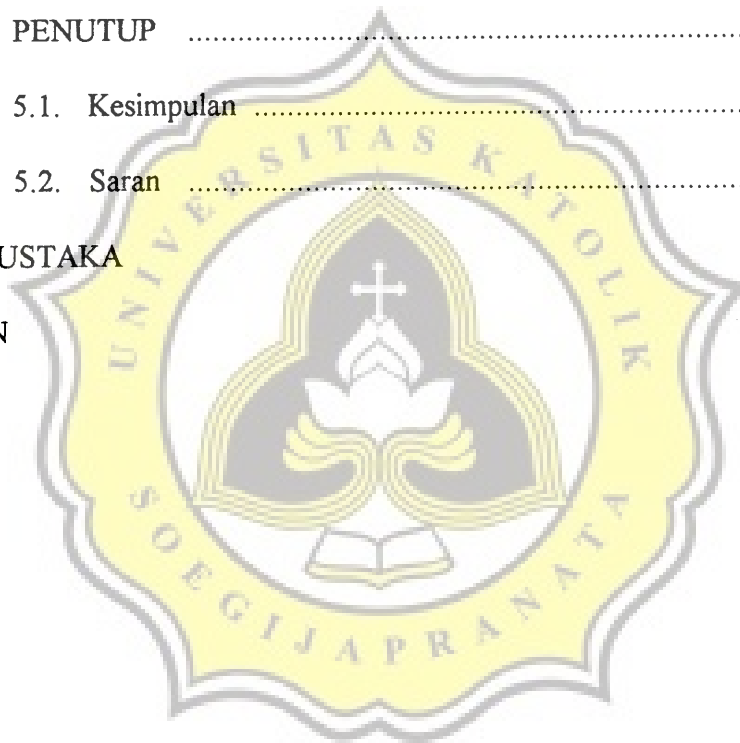 PENUTUP ................................................
5.1. Kesimpulan ................................................
5.2. Saran ................................................
USTAKA
N
UNIVERSITAS KATOLIK
SOEGIJAPRANATA